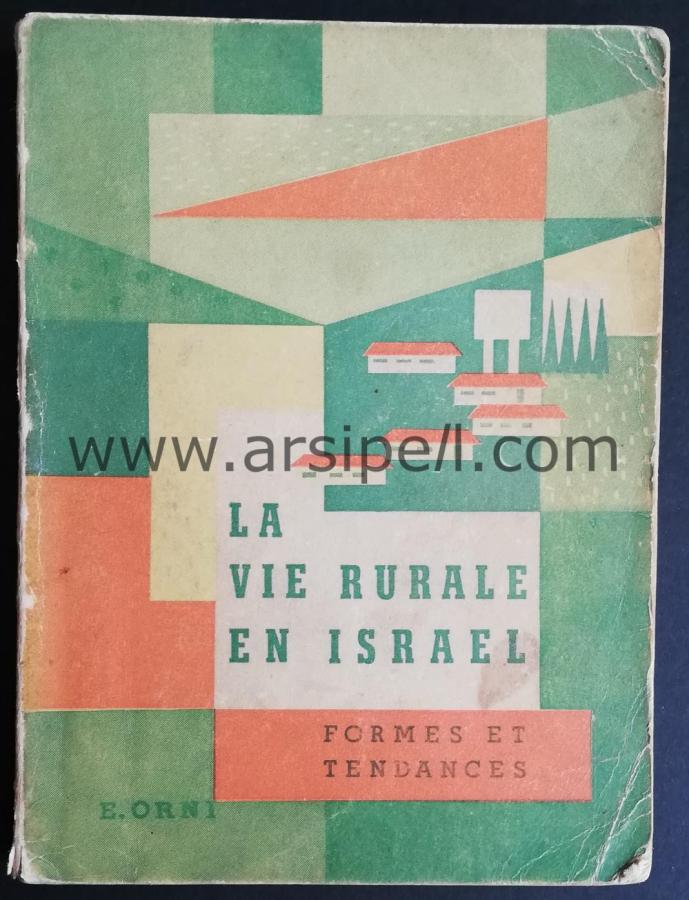 www.arsipell.com
LA
VIE RURALE
EN ISRAEL
FORMES ET
TENDANCES
E. ORNI